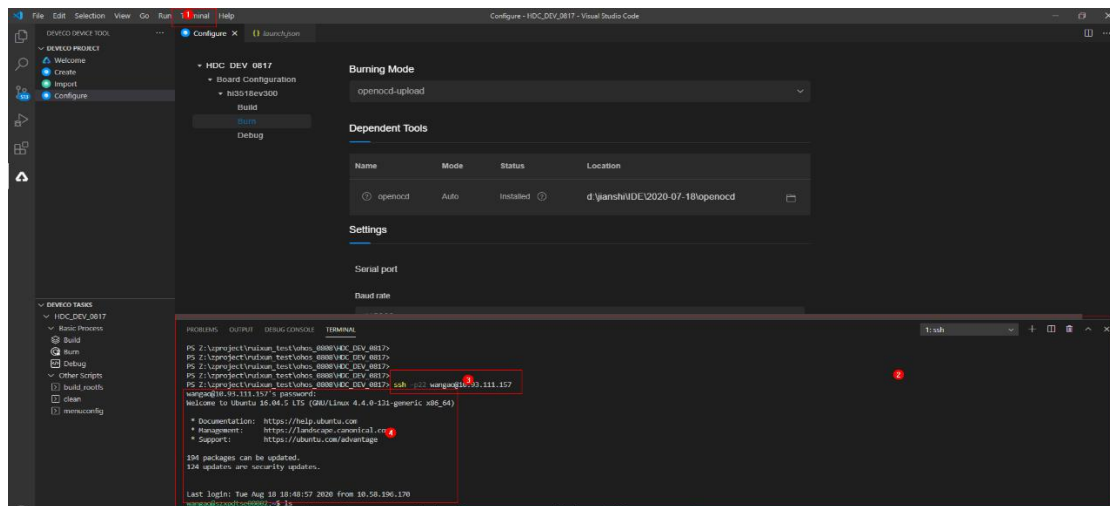 File Edit Selection View Go Run Terminal Help
Configure - HDC_DEV_0817 - Visual Studio Code
1
DEVECO DEVICE TOOL ...
Configure
launch.json
DEVECO PROJECT
Welcome
Create
Import
Configure
HDC DEV 0817
Board Configuration
hi3518ev300
Build
Burn
Debug
Burning Mode
openocd-upload
Dependent Tools
Name Mode Status Location
openocd Auto Installed d:\jianshi\IDE\2020-07-18\openocd
Settings
Serial port
Baud rate
DEVECO TASKS
HDC_DEV_0817
Basic Process
Build
Burn
Debug
Other Scripts
build_rootfs
clean
menuconfig
PROBLEMS OUTPUT DEBUG CONSOLE TERMINAL
1: ssh
2
PS Z:\zproject\ruixun_test\ohos_0808\HDC_DEV_0817>
PS Z:\zproject\ruixun_test\ohos_0808\HDC_DEV_0817>
PS Z:\zproject\ruixun_test\ohos_0808\HDC_DEV_0817>
PS Z:\zproject\ruixun_test\ohos_0808\HDC_DEV_0817>
PS Z:\zproject\ruixun_test\ohos_0808\HDC_DEV_0817> ssh -p22 wangao@10.93.111.157
3
wangao@10.93.111.157's password:
Welcome to Ubuntu 16.04.5 LTS (GNU/Linux 4.4.0-131-generic x86_64)
* Documentation: https://help.ubuntu.com
* Management: https://landscape.canonical.com
4
* Support: https://ubuntu.com/advantage
194 packages can be updated.
124 updates are security updates.
Last login: Tue Aug 18 18:48:57 2020 from 10.58.196.170